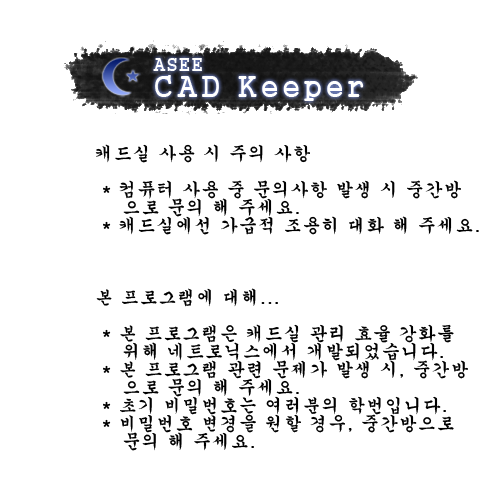 ASEE
CAD Keeper
캐드실 사용 시 주의 사항
* 컴퓨터 사용 중 문의사항 발생 시 중간방
으로 문의 해 주세요.
* 캐드실에선 가급적 조용히 대화 해 주세요.
본 프로그램에 대해...
* 본 프로그램은 캐드실 관리 효율 강화를
위해 네트로닉스에서 개발되었습니다.
* 본 프로그램 관련 문제가 발생 시, 중간방
으로 문의 해 주세요.
* 초기 비밀번호는 여러분의 학번입니다.
* 비밀번호 변경을 원할 경우, 중간방으로
문의 해 주세요.